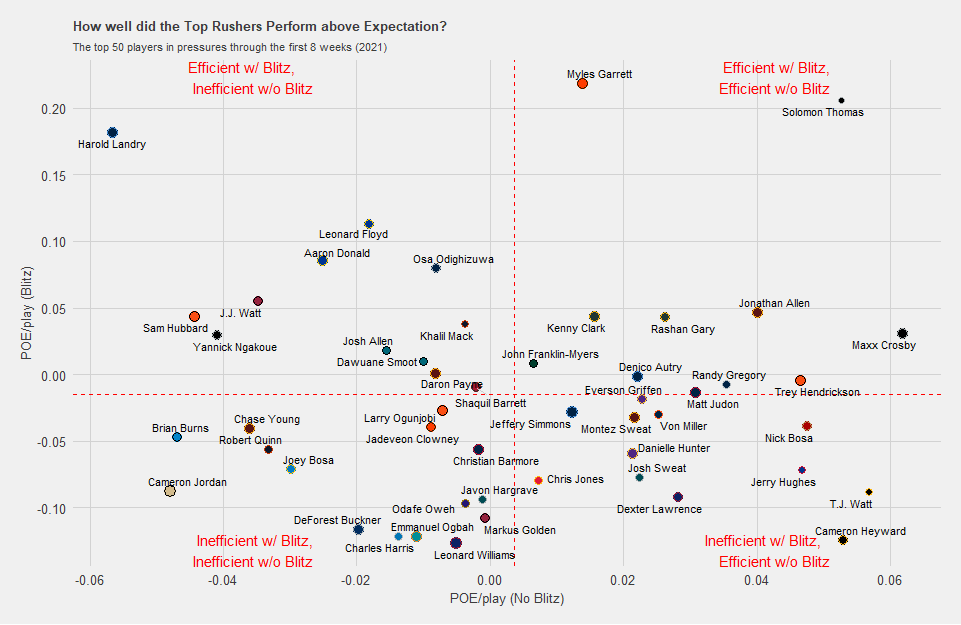 How well did the Top Rushers Perform above Expectation?
The top 50 players in pressures through the first 8 weeks (2021)
Efficient w/ Blitz,
Inefficient w/o Blitz
Efficient w/ Blitz,
Efficient w/o Blitz
Myles Garrett
Solomon Thomas
Harold Landry
Leonard Floyd
Aaron Donald
Osa Odighizuwa
J.J. Watt
Sam Hubbard
Yannick Ngakoue
Khalil Mack
Josh Allen
Dawuane Smoot
Daron Payne
Jonathan Allen
Kenny Clark
Rashan Gary
Maxx Crosby
John Franklin-Myers
Denico Autry
Randy Gregory
Everson Griffen
Trey Hendrickson
Matt Judon
Shaquil Barrett
Larry Ogunjobi
Jadeveon Clowney
Jeffery Simmons
Montez Sweat
Von Miller
Nick Bosa
Chase Young
Brian Burns
Robert Quinn
Joey Bosa
Cameron Jordan
Christian Barmore
Danielle Hunter
Josh Sweat
Jerry Hughes
Chris Jones
Javon Hargrave
Odafe Oweh
Dexter Lawrence
T.J. Watt
DeForest Buckner
Emmanuel Ogbah
Markus Golden
Charles Harris
Leonard Williams
Cameron Heyward
Inefficient w/ Blitz,
Inefficient w/o Blitz
Inefficient w/ Blitz,
Efficient w/o Blitz
0.20
0.15
0.10
0.05
0.00
-0.05
-0.10
POE/play (Blitz)
-0.06
-0.04
-0.02
0.00
0.02
0.04
0.06
POE/play (No Blitz)